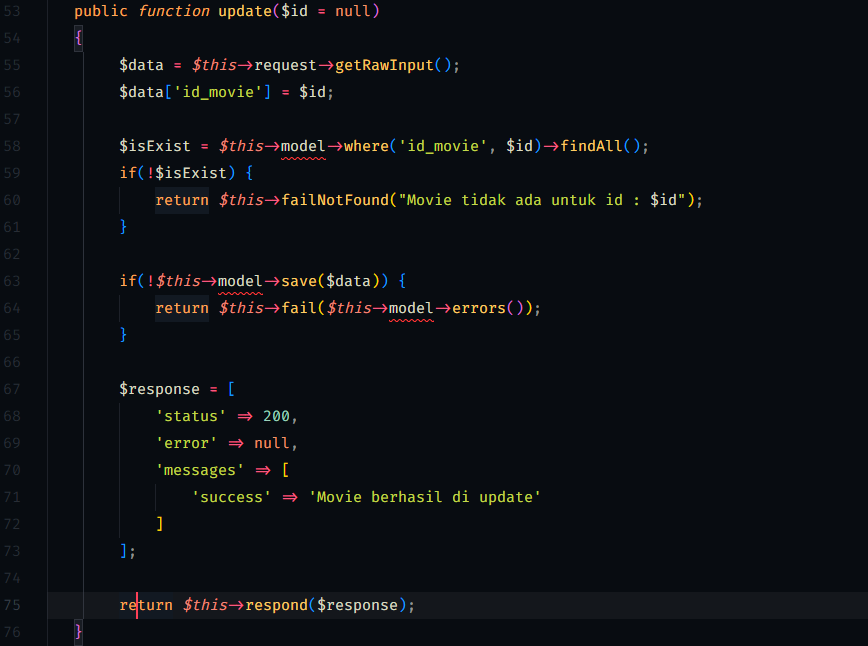 53 public function update($id = null)
54 {
55 $data = $this->request->getRawInput();
56 $data['id_movie'] = $id;
57
58 $isExist = $this->model->where('id_movie', $id)->findAll();
59 if(!$isExist) {
60 return $this->failNotFound("Movie tidak ada untuk id : $id");
61 }
62
63 if(!$this->model->save($data)) {
64 return $this->fail($this->model->errors());
65 }
66
67 $response = [
68 'status' => 200,
69 'error' => null,
70 'messages' => [
71 'success' => 'Movie berhasil di update'
72 ]
73 ];
74
75 return $this->respond($response);
76 }